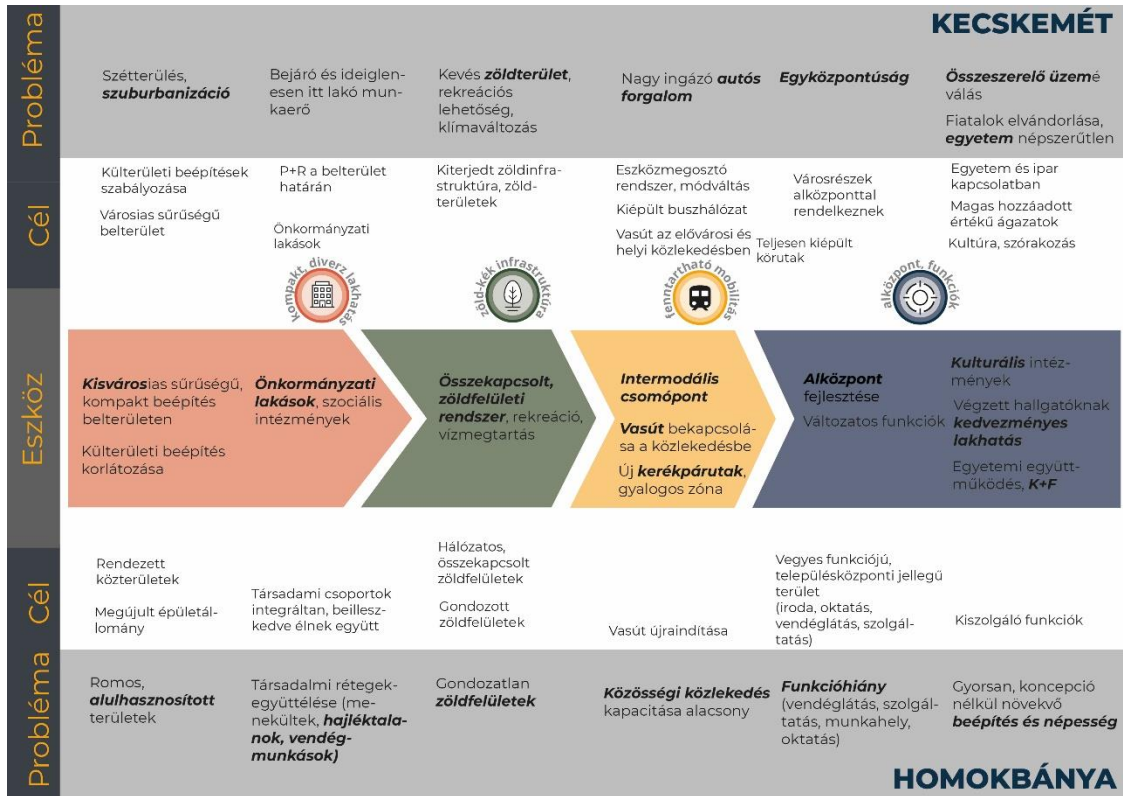 KECSKEMÉT
Probléma
Szétterülés,
szuburbanizáció
Bejáró és ideiglen-
esen itt lakó mun-
kaerő
Kevés zöldterület,
rekreációs
lehetőség,
klímaváltozás
Nagy ingázó autós
forgalom
Egyközpontúság
Összeszerelő üzemé
válás
Fiatalok elvándorlása,
egyetem népszerűtlen
Cél
Külterületi beépítések
szabályozása
Városias sűrűségű
belterület
P+R a belterület
határán
Önkormányzati
lakások
Kiterjedt zöldinfra-
struktúra, zöld-
területek
Eszközmegosztó
rendszer, módváltás
Kiépült buszhálózat
Vasút az elővárosi és
helyi közlekedésben
Városrészek
alközponttal
rendelkeznek
Teljesen kiépült
körutak
Egyetem és ipar
kapcsolatban
Magas hozzáadott
értékű ágazatok
Kultúra, szórakozás
kompakt, diverz lakhatás
zöld-kék infrastruktúra
fenntartható mobilitás
alközpont, funkciók
Eszköz
Kisvárosias sűrűségű,
kompakt beépítés
belterületen
Külterületi beépítés
korlátozása
Önkormányzati
lakások, szociális
intézmények
Összekapcsolt,
zöldfelületi
rendszer, rekreáció,
vízmegtartás
Intermodális
csomópont
Vasút bekapcsolá-
sa a közlekedésbe
Új kerékpárutak,
gyalogos zóna
Alközpont
fejlesztése
Változatos funkciók
Kulturális intéz-
mények
Végzett hallgatóknak
kedvezményes
lakhatás
Egyetemi együtt-
működés, K+F
Cél
Rendezett
közterületek
Megújult épületál-
lomány
Társadami csoportok
integráltan, beillesz-
kedve élnek együtt
Hálózatos,
összekapcsolt
zöldfelületek
Gondozott
zöldfelületek
Vasút újraindítása
Vegyes funkciójú,
településközponti jellegű
terület
(iroda, oktatás,
vendéglátás, szolgál-
tatás)
Kiszolgáló funkciók
Probléma
Romos,
alulhasznosított
területek
Társadalmi rétegek-
együttélése (me-
nekültek, hajléktala-
nok, vendég-
munkások)
Gondozatlan
zöldfelületek
Közösségi közlekedés
kapacitása alacsony
Funkcióhiány
(vendéglátás, szolgál-
tatás, munkahely,
oktatás)
Gyorsan, koncepció
nélkül növekvő
beépítés és népesség
HOMOKBÁNYA